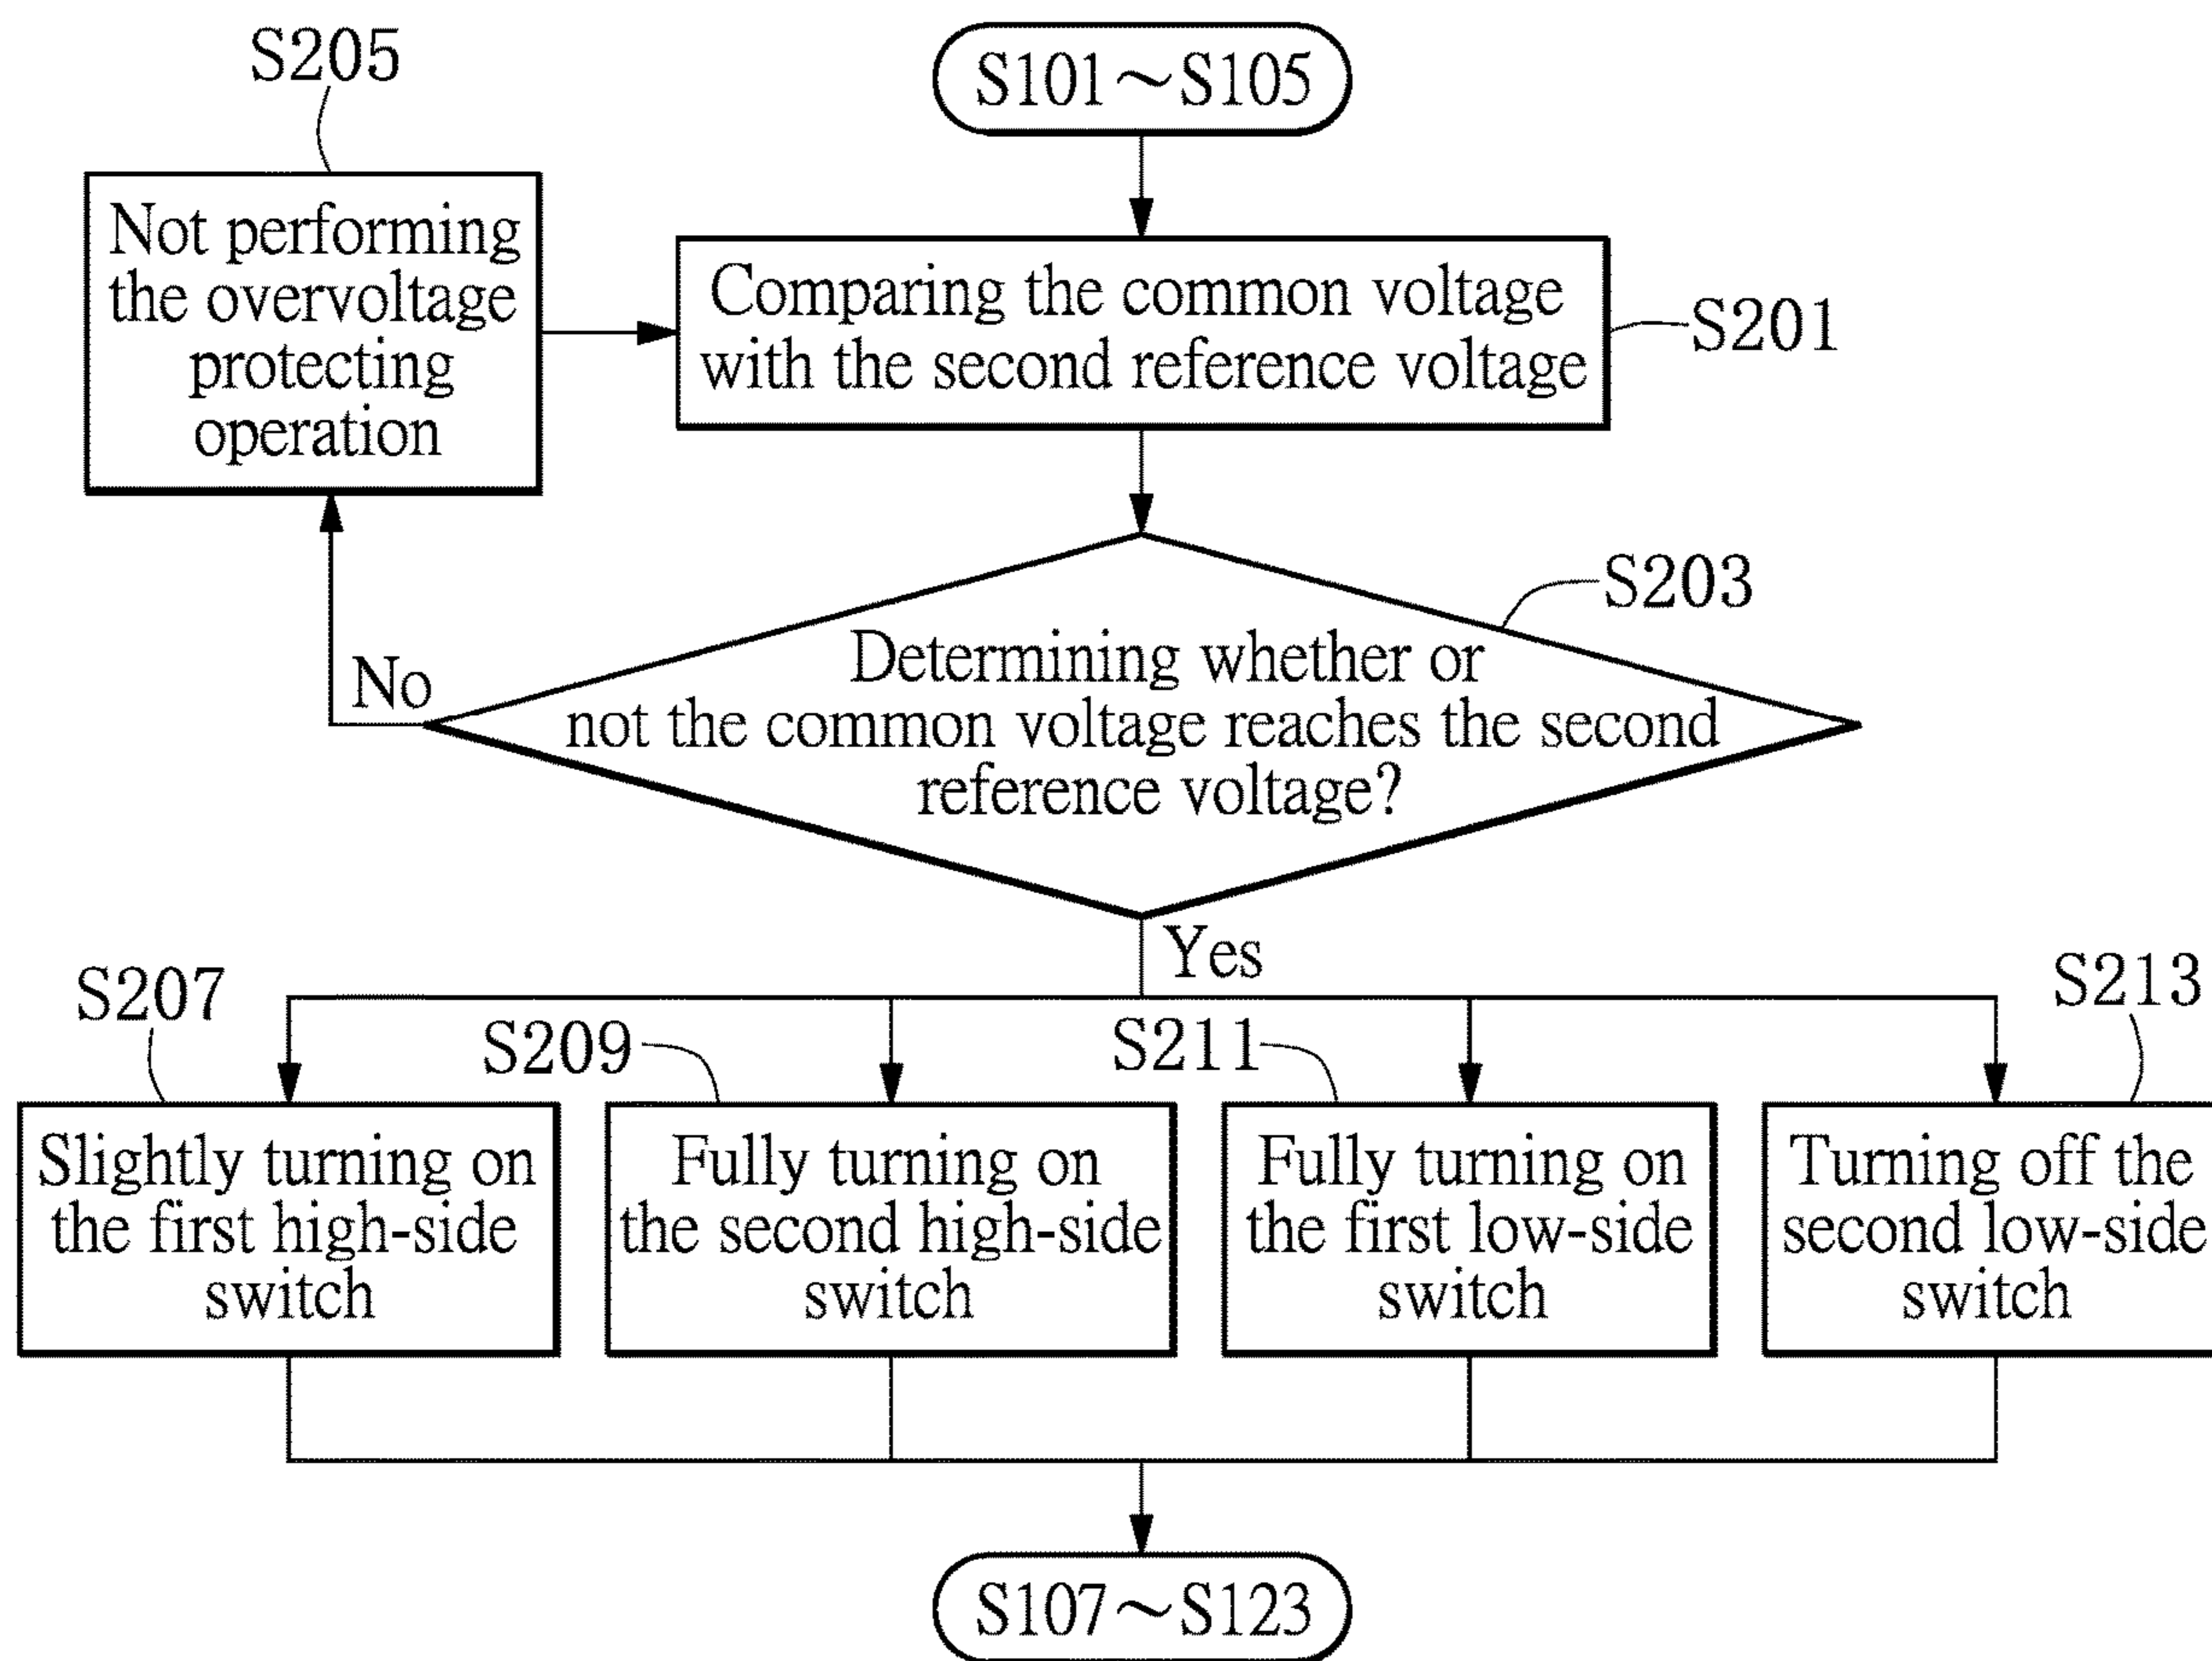 S205
S101～S105
Not performing
the overvoltage
protecting
operation
Comparing the common voltage
with the second reference voltage
S201
S203
Determining whether or
not the common voltage reaches the second
reference voltage?
No
Yes
S207
S209
S211
S213
Slightly turning on
the first high-side
switch
Fully turning on
the second high-side
switch
Fully turning on
the first low-side
switch
Turning off the
second low-side
switch
S107～S123